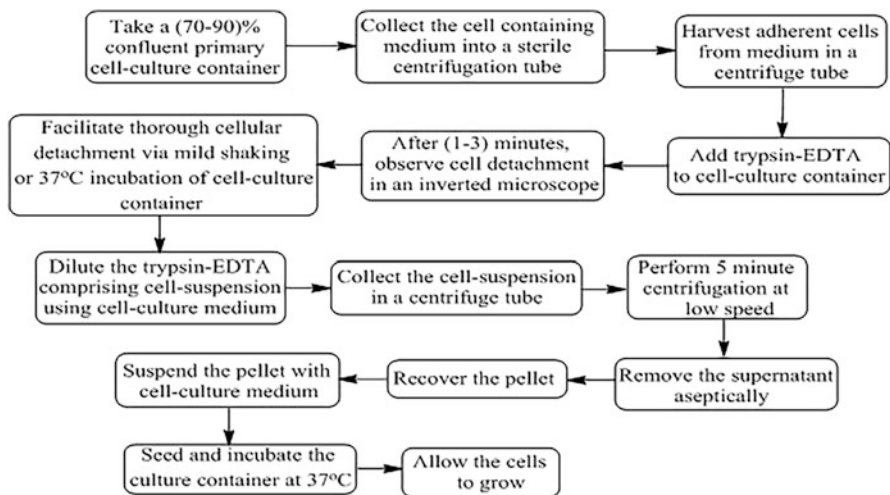 Take a (70-90)%
confluent primary
cell-culture container
Collect the cell containing
medium into a sterile
centrifugation tube
Harvest adherent cells
from medium in a
centrifuge tube
Add trypsin-EDTA
to cell-culture container
After (1-3) minutes,
observe cell detachment
in an inverted microscope
Facilitate thorough cellular
detachment via mild shaking
or 37°C incubation of cell-culture
container
Dilute the trypsin-EDTA
comprising cell-suspension
using cell-culture medium
Collect the cell-suspension
in a centrifuge tube
Perform 5 minute
centrifugation at
low speed
Remove the supernatant
aseptically
Recover the pellet
Suspend the pellet with
cell-culture medium
Seed and incubate the
culture container at 37°C
Allow the cells
to grow